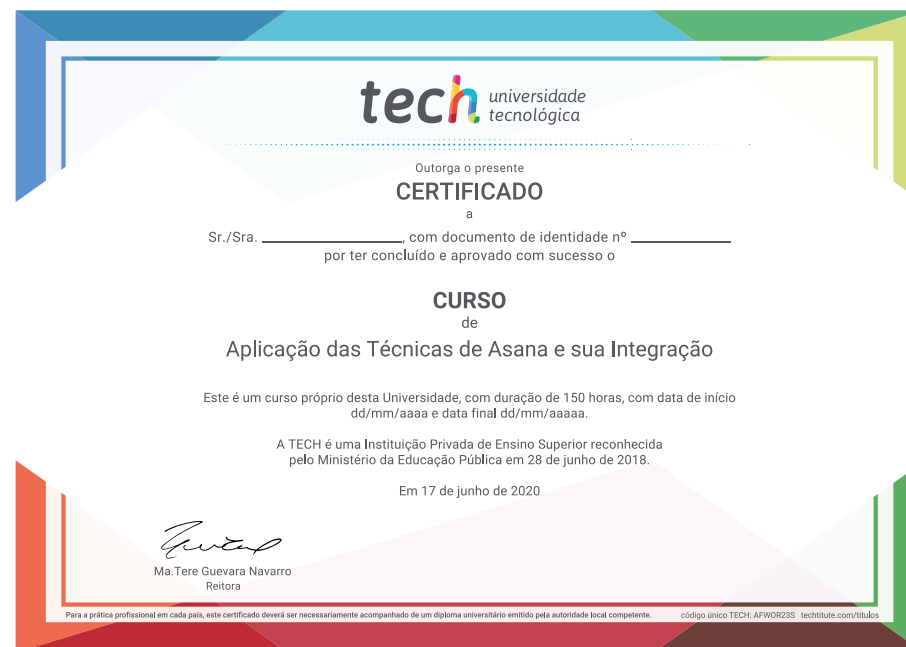 tech universidade
tecnológica
Outorga o presente
CERTIFICADO
a
Sr./Sra. ____________________, com documento de identidade nº ______________
por ter concluído e aprovado com sucesso o
CURSO
de
Aplicação das Técnicas de Asana e sua Integração
Este é um curso próprio desta Universidade, com duração de 150 horas, com data de início
dd/mm/aaaa e data final dd/mm/aaaaa.
A TECH é uma Instituição Privada de Ensino Superior reconhecida
pelo Ministério da Educação Pública em 28 de junho de 2018.
Em 17 de junho de 2020
Ma.Tere Guevara Navarro
Reitora
Para a prática profissional em cada país, este certificado deverá ser necessariamente acompanhado de um diploma universitário emitido pela autoridade local competente. código único TECH: AFWOR23S techtitute.com/titulos